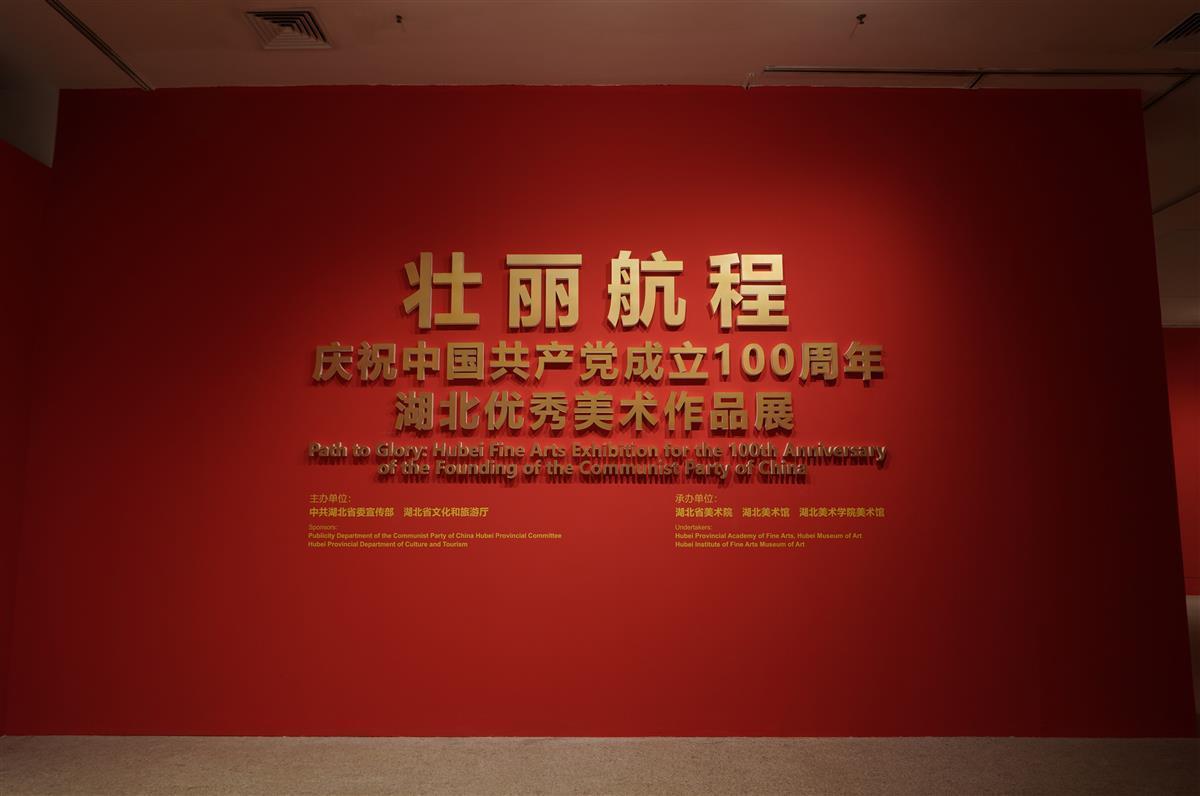 壮丽航程
庆祝中国共产党成立100周年
湖北优秀美术作品展
Path to Glory: Hubei Fine Arts Exhibition for the 100th Anniversary
of the Founding of the Communist Party of China
主办单位：
中共湖北省委宣传部 湖北省文化和旅游厅
Sponsors:
Publicity Department of the Communist Party of China Hubei Provincial Committee
Hubei Provincial Department of Culture and Tourism
承办单位：
湖北省美术院 湖北美术馆 湖北美术学院美术馆
Undertakers:
Hubei Provincial Academy of Fine Arts, Hubei Museum of Art
Hubei Institute of Fine Arts Museum of Art